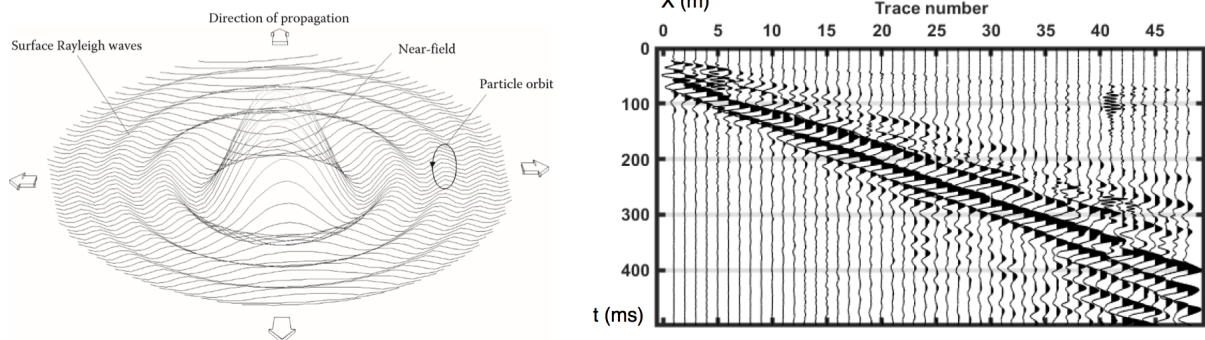 Direction of propagation
Surface Rayleigh waves
Near-field
Particle orbit
X (m)
Trace number
0 5 10 15 20 25 30 35 40 45
0
100
200
300
400
t (ms)